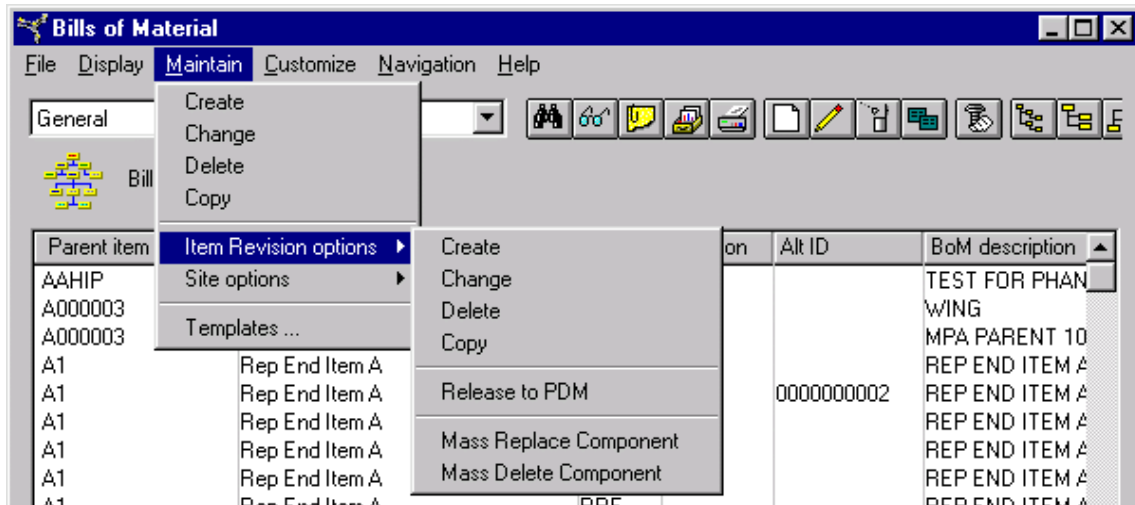 Bills of Material
File Display Maintain Customize Navigation Help
General
Create
Change
Delete
Copy
Item Revision options
Site options
Templates ...
Create
Change
Delete
Copy
Release to PDM
Mass Replace Component
Mass Delete Component
Bill
Parent item on Alt ID BoM description
AAHIP TEST FOR PHAN
A000003 WING
A000003 MPA PARENT 10
A1 Rep End Item A REP END ITEM A
A1 Rep End Item A 0000000002 REP END ITEM A
A1 Rep End Item A REP END ITEM A
A1 Rep End Item A REP END ITEM A
A1 Rep End Item A REP END ITEM A